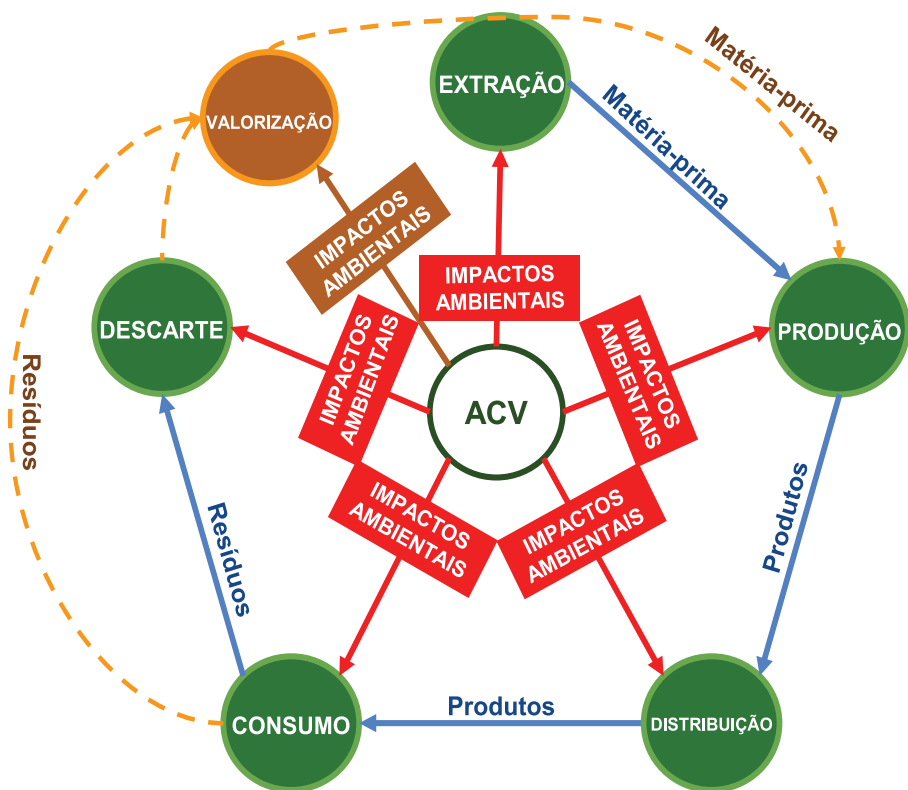 Matéria-prima
EXTRAÇÃO
VALORIZAÇÃO
Matéria-prima
IMPACTOS
AMBIENTAIS
IMPACTOS
AMBIENTAIS
DESCARTE
IMPACTOS
AMBIENTAIS
IMPACTOS
AMBIENTAIS
PRODUÇÃO
Resíduos
ACV
IMPACTOS
AMBIENTAIS
IMPACTOS
AMBIENTAIS
Resíduos
Produtos
CONSUMO
Produtos
DISTRIBUIÇÃO